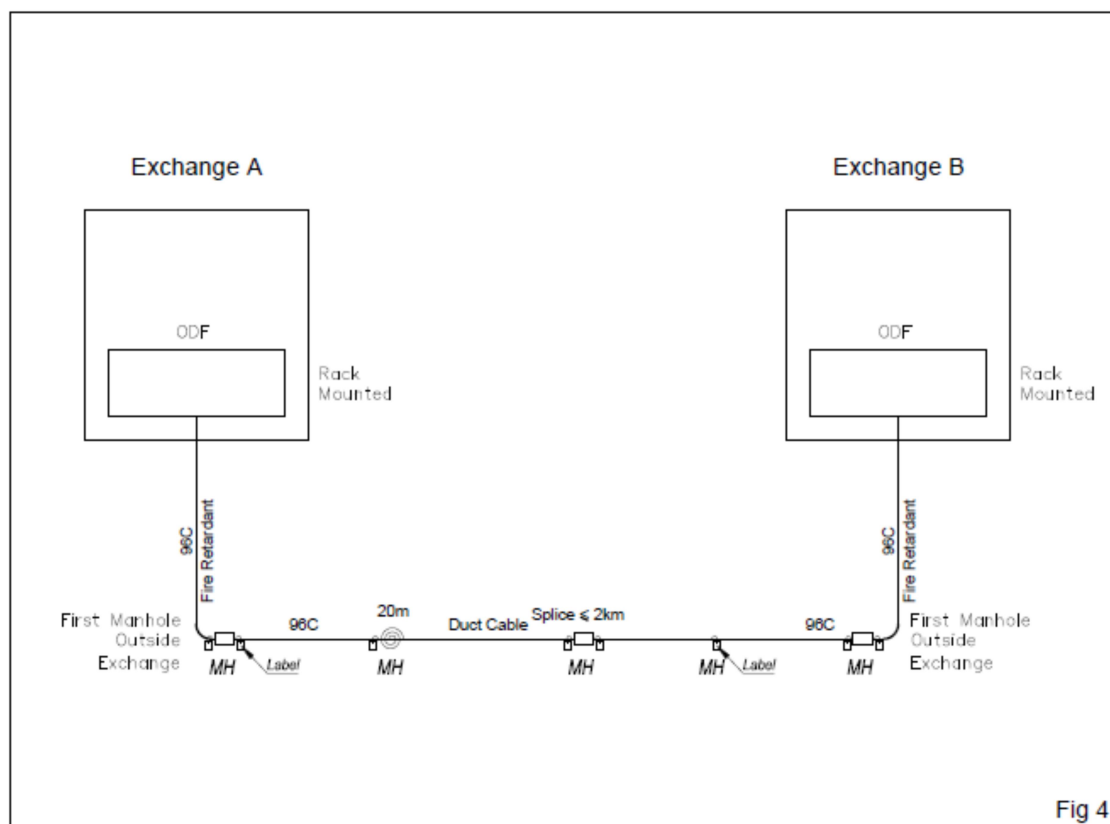 Exchange A
Exchange B
ODF
Rack
Mounted
ODF
Rack
Mounted
96C
Fire Retardant
96C
Fire Retardant
First Manhole
Outside
Exchange
96C
20m
Duct Cable
Splice ⩽ 2km
96C
First Manhole
Outside
Exchange
MH
Label
MH
MH
MH
Label
MH
Fig 4